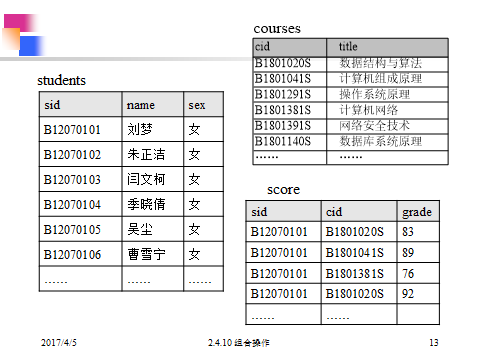 courses
cid title
B1801020S 数据结构与算法
B1801041S 计算机组成原理
B1801291S 操作系统原理
B1801381S 计算机网络
B1801391S 网络安全技术
B1801140S 数据库系统原理
…… ……
students
sid name sex
B12070101 刘梦 女
B12070102 朱正洁 女
B12070103 闫文柯 女
B12070104 季晓倩 女
B12070105 吴尘 女
B12070106 曹雪宁 女
…… …… ……
score
sid cid grade
B12070101 B1801020S 83
B12070101 B1801041S 89
B12070101 B1801381S 76
B12070101 B1801020S 92
…… ……
2017/4/5 2.4.10 组合操作 13